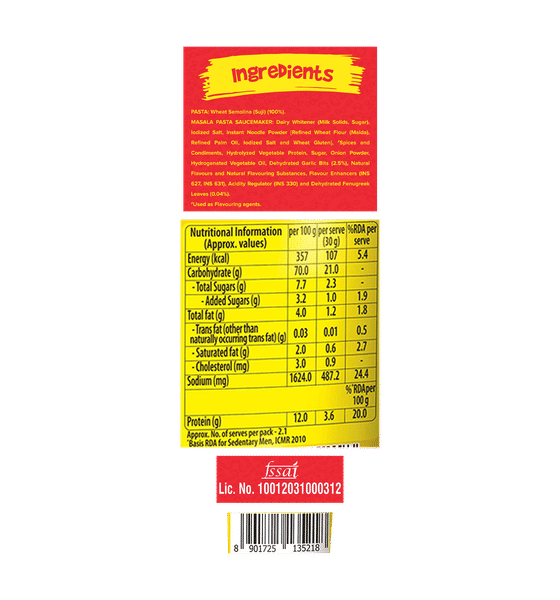 Ingredients
PASTA: Wheat Semolina (Suji) (100%).
MASALA PASTA SAUCEMAKER: Dairy Whitener (Milk Solids, Sugar),
Iodized Salt, Instant Noodle Powder (Refined Wheat Flour (Maida),
Refined Palm Oil, Iodized Salt and Wheat Gluten), *Spices and
Condiments, Hydrolyzed Vegetable Protein, Sugar, Onion Powder,
Hydrogenated Vegetable Oil, Dehydrated Garlic Bits (2.5%), Natural
Flavours and Natural Flavouring Substances, Flavour Enhancers (INS
627, INS 631), Acidity Regulator (INS 330) and Dehydrated Fenugreek
Leaves (0.04%).
*Used as Flavouring agents.
Nutritional Information per 100 g per serve %RDA per
(Approx. values) (30 g) serve
Energy (kcal) 357 107 5.4
Carbohydrate (g) 70.0 21.0 -
- Total Sugars (g) 7.7 2.3 -
- Added Sugars (g) 3.2 1.0 1.9
Total fat (g) 4.0 1.2 1.8
- Trans fat (other than
naturally occurring trans fat) (g) 0.03 0.01 0.5
- Saturated fat (g) 2.0 0.6 2.7
- Cholesterol (mg) 3.0 0.9 -
Sodium (mg) 1624.0 487.2 24.4
%*RDA per
100 g
Protein (g) 12.0 3.6 20.0
Approx. No. of serves per pack - 2.1
*Basis RDA for Sedentary Men, ICMR 2010
fssai
Lic. No. 10012031000312
8 901725 135218